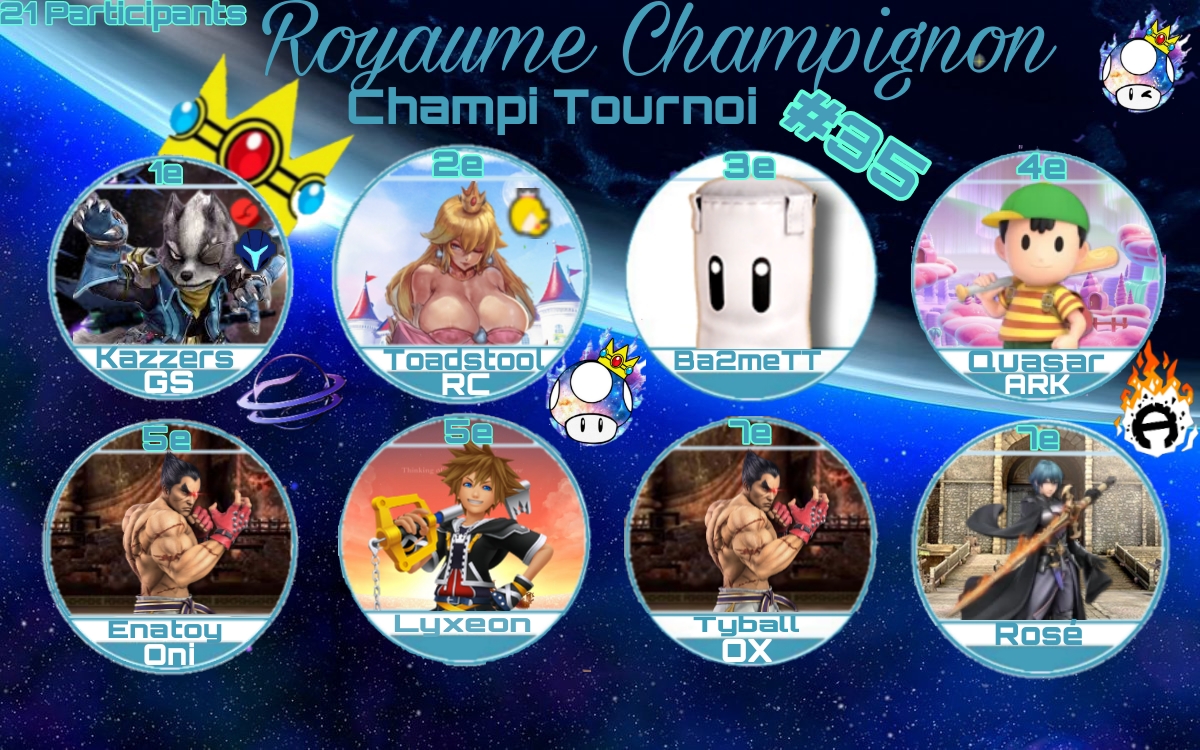 21 Participants
Royaume Champignon
Champi Tournoi
#35
1e
2e
3e
4e
Kazzers
GS
Toadstool
RC
Ba2meTT
Quasar
ARK
5e
5e
7e
7e
Enatoy
Oni
Lyxeon
Tyball
OX
Rosé